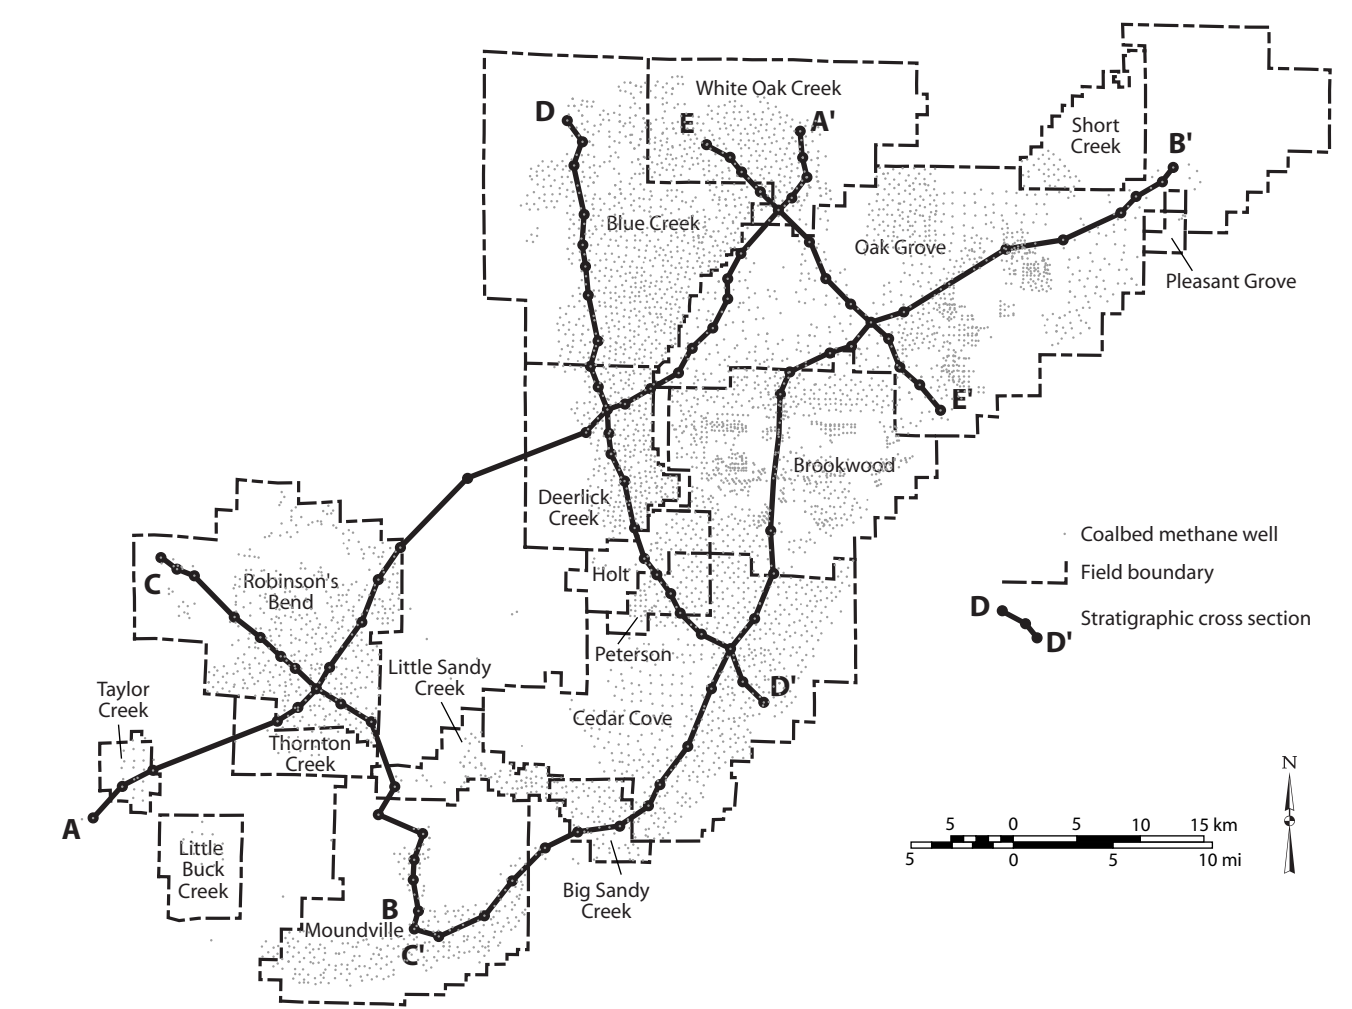 White Oak Creek
D
E
A'
Short
Creek
B'
Blue Creek
Oak Grove
Pleasant Grove
E'
Brookwood
Deerlick
Creek
Coalbed methane well
Field boundary
Stratigraphic cross section
D
D'
C
Robinson's
Bend
Holt
Peterson
Little Sandy
Creek
D'
Taylor
Creek
Cedar Cove
Thornton
Creek
A
Little
Buck
Creek
Big Sandy
Creek
B
Moundville
C'
N
5 0 5 10 15 km
5 0 5 10 mi